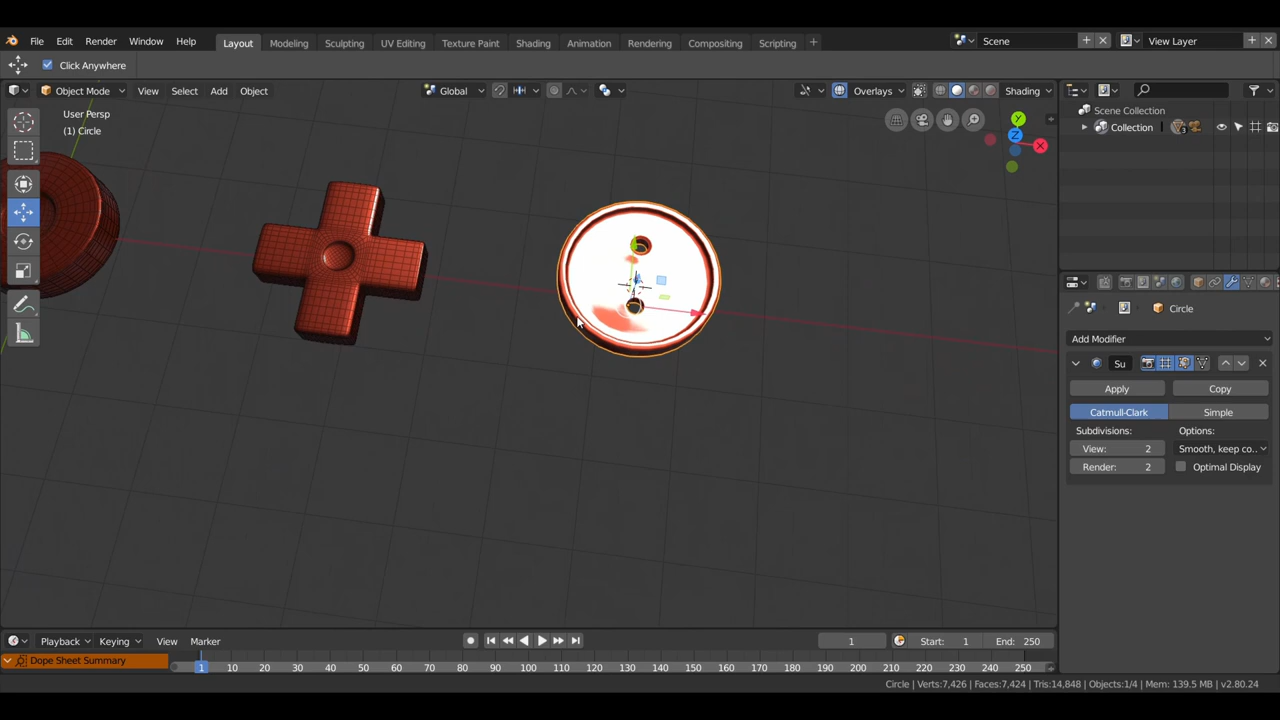 File Edit Render Window Help Layout Modeling Sculpting UV Editing Texture Paint Shading Animation Rendering Compositing Scripting Scene View Layer
Click Anywhere
Object Mode View Select Add Object Global Overlays Shading
User Persp
(1) Circle
Y
Z
X
Scene Collection
Collection 3
Circle
Add Modifier
Su
Apply Copy
Catmull-Clark Simple
Subdivisions: Options:
View: 2 Smooth, keep co..
Render: 2 Optimal Display
Playback Keying View Marker 1 Start: 1 End: 250
Dope Sheet Summary 1 10 20 30 40 50 60 70 80 90 100 110 120 130 140 150 160 170 180 190 200 210 220 230 240 250
Circle | Verts:7,426 | Faces:7,424 | Tris:14,848 | Objects:1/4 | Mem: 139.5 MB | v2.80.24